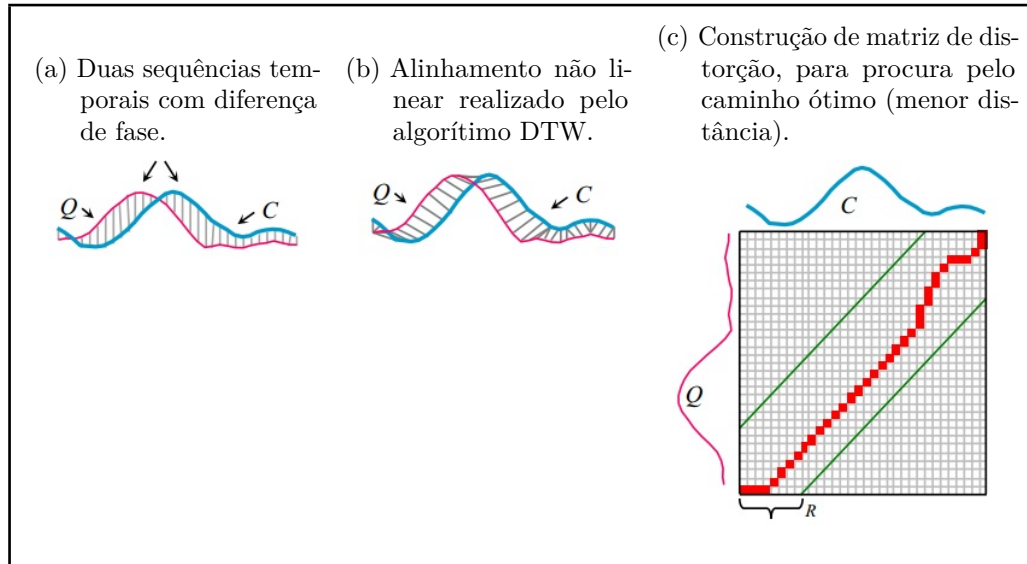 (a) Duas sequências tem-
porais com diferença
de fase.
(b) Alinhamento não li-
near realizado pelo
algorítimo DTW.
(c) Construção de matriz de dis-
torção, para procura pelo
caminho ótimo (menor dis-
tância).
Q
C
Q
C
C
Q
R